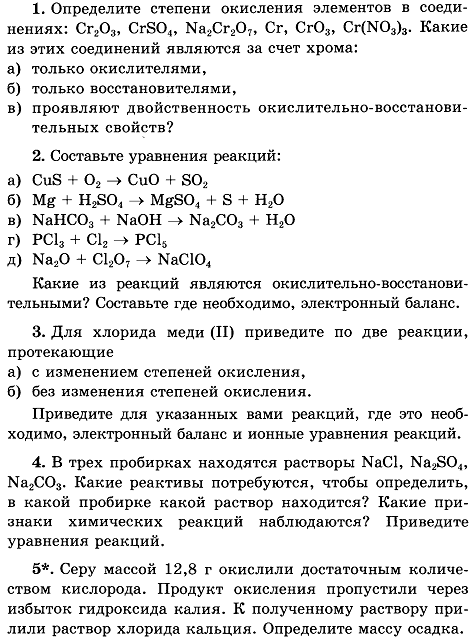 1. Определите степени окисления элементов в соеди-
нениях: Cr₂O₃, CrSO₄, Na₂Cr₂O₇, Cr, CrO₃, Cr(NO₃)₃. Какие
из этих соединений являются за счет хрома:
а) только окислителями,
б) только восстановителями,
в) проявляют двойственность окислительно-восстанови-
тельных свойств?
2. Составьте уравнения реакций:
а) CuS + O₂ → CuO + SO₂
б) Mg + H₂SO₄ → MgSO₄ + S + H₂O
в) NaHCO₃ + NaOH → Na₂CO₃ + H₂O
г) PCl₃ + Cl₂ → PCl₅
д) Na₂O + Cl₂O₇ → NaClO₄
Какие из реакций являются окислительно-восстанови-
тельными? Составьте где необходимо, электронный баланс.
3. Для хлорида меди (II) приведите по две реакции,
протекающие
а) с изменением степеней окисления,
б) без изменения степеней окисления.
Приведите для указанных вами реакций, где это необ-
ходимо, электронный баланс и ионные уравнения реакций.
4. В трех пробирках находятся растворы NaCl, Na₂SO₄,
Na₂CO₃. Какие реактивы потребуются, чтобы определить,
в какой пробирке какой раствор находится? Какие при-
знаки химических реакций наблюдаются? Приведите
уравнения реакций.
5*. Серу массой 12,8 г окислили достаточным количе-
ством кислорода. Продукт окисления пропустили через
избыток гидроксида калия. К полученному раствору при-
лили раствор хлорида кальция. Определите массу осадка.